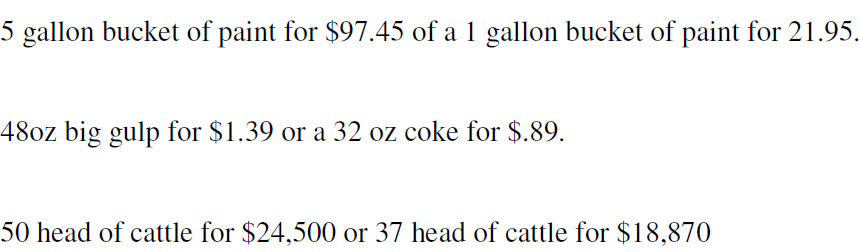 5 gallon bucket of paint for $97.45 of a 1 gallon bucket of paint for 21.95.
48oz big gulp for $1.39 or a 32 oz coke for $.89.
50 head of cattle for $24,500 or 37 head of cattle for $18,870